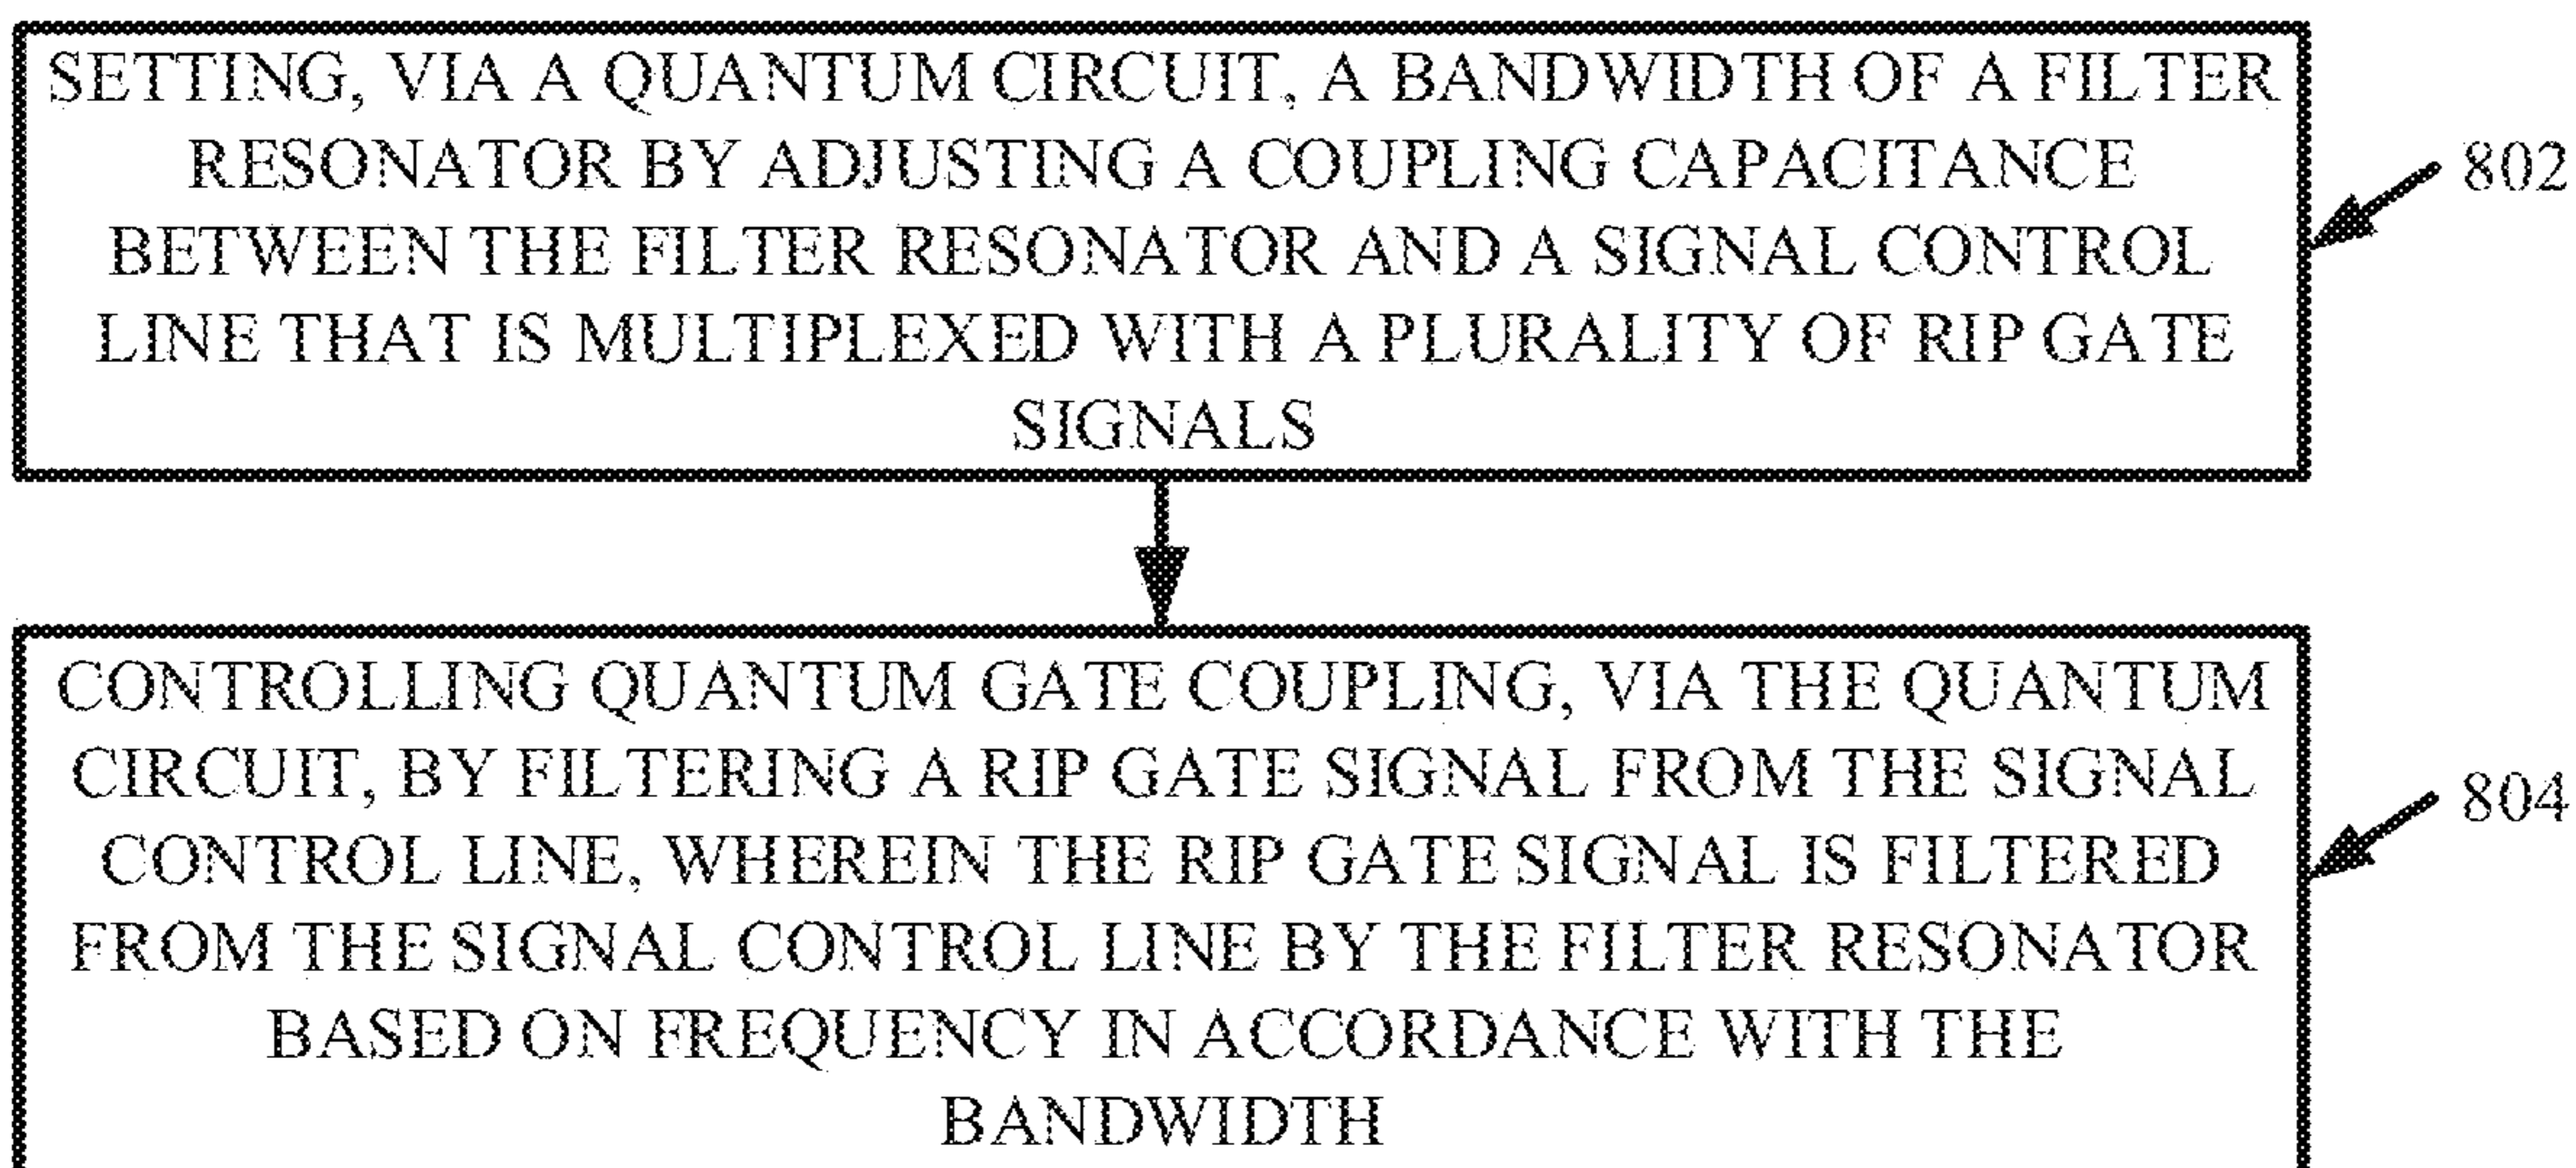 SETTING, VIA A QUANTUM CIRCUIT, A BANDWIDTH OF A FILTER
RESONATOR BY ADJUSTING A COUPLING CAPACITANCE
BETWEEN THE FILTER RESONATOR AND A SIGNAL CONTROL
LINE THAT IS MULTIPLEXED WITH A PLURALITY OF RIP GATE
SIGNALS
802
CONTROLLING QUANTUM GATE COUPLING, VIA THE QUANTUM
CIRCUIT, BY FILTERING A RIP GATE SIGNAL FROM THE SIGNAL
CONTROL LINE, WHEREIN THE RIP GATE SIGNAL IS FILTERED
FROM THE SIGNAL CONTROL LINE BY THE FILTER RESONATOR
BASED ON FREQUENCY IN ACCORDANCE WITH THE
BANDWIDTH
804